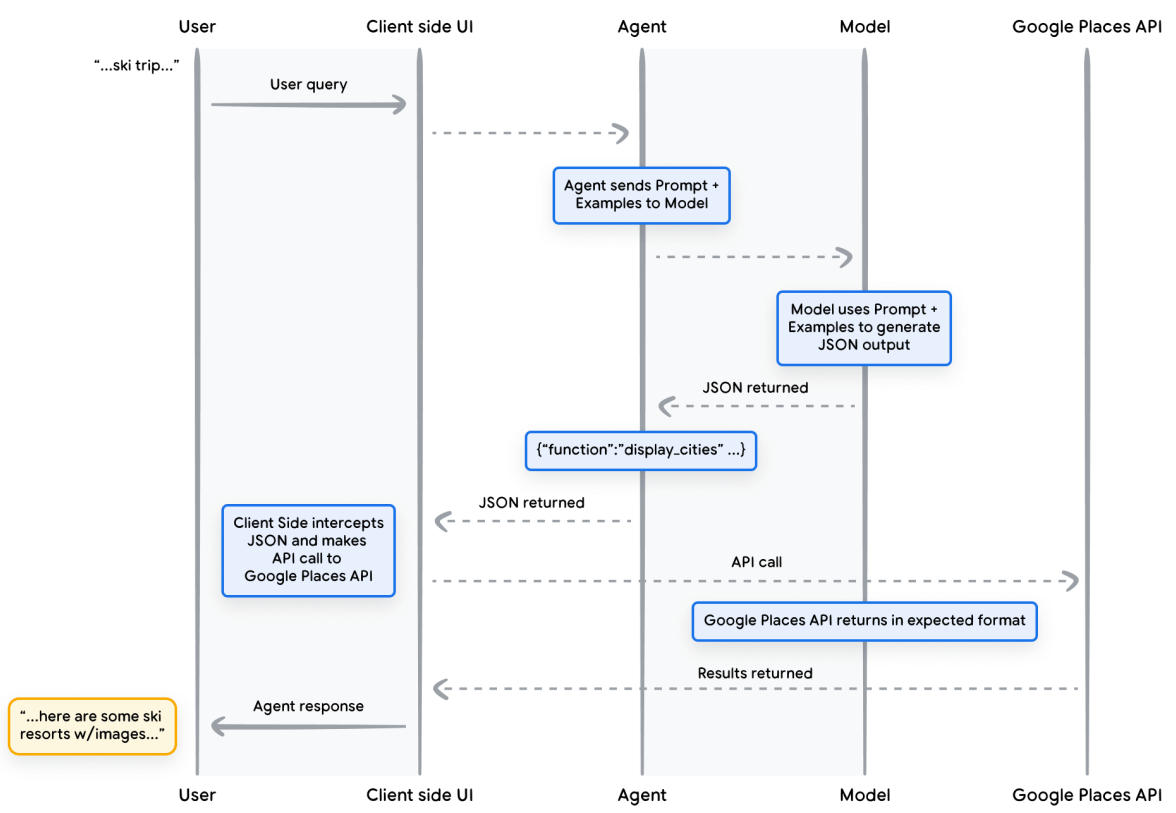 User
Client side UI
Agent
Model
Google Places API
“...ski trip...”
User query
Agent sends Prompt +
Examples to Model
Model uses Prompt +
Examples to generate
JSON output
JSON returned
{“function”:”display_cities” ...}
JSON returned
Client Side intercepts
JSON and makes
API call to
Google Places API
API call
Google Places API returns in expected format
Results returned
Agent response
“...here are some ski
resorts w/images...”
User
Client side UI
Agent
Model
Google Places API